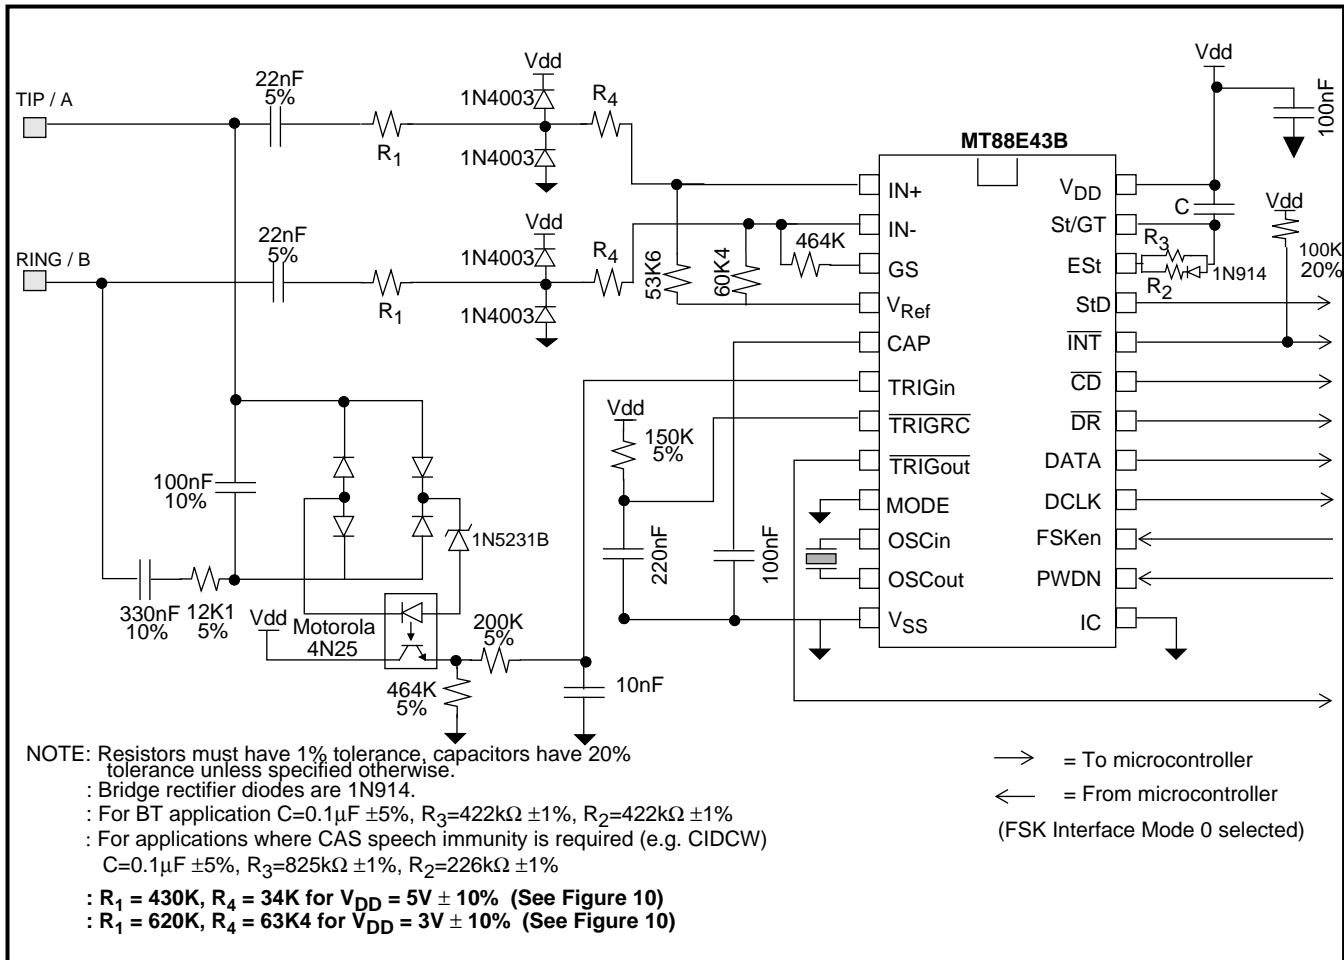 Vdd
Vdd
22nF
5%
TIP / A
1N4003
R4
R1
1N4003
100nF
MT88E43B
IN+
VDD
C
Vdd
IN-
St/GT
22nF
5%
Vdd
RING / B
1N4003
R4
464K
R3
100K
20%
GS
ESt
1N914
R2
R1
1N4003
53K6
60K4
VRef
StD
CAP
INT
TRIGin
CD
Vdd
150K
5%
TRIGRC
DR
TRIGout
DATA
100nF
10%
MODE
DCLK
1N5231B
220nF
100nF
OSCin
FSKen
OSCout
PWDN
330nF
10%
12K1
5%
Vdd
Motorola
4N25
200K
5%
VSS
IC
464K
5%
10nF
NOTE: Resistors must have 1% tolerance, capacitors have 20%
tolerance unless specified otherwise.
: Bridge rectifier diodes are 1N914.
: For BT application C=0.1μF ±5%, R3=422kΩ ±1%, R2=422kΩ ±1%
: For applications where CAS speech immunity is required (e.g. CIDCW)
C=0.1μF ±5%, R3=825kΩ ±1%, R2=226kΩ ±1%
: R1 = 430K, R4 = 34K for VDD = 5V ± 10% (See Figure 10)
: R1 = 620K, R4 = 63K4 for VDD = 3V ± 10% (See Figure 10)
= To microcontroller
= From microcontroller
(FSK Interface Mode 0 selected)